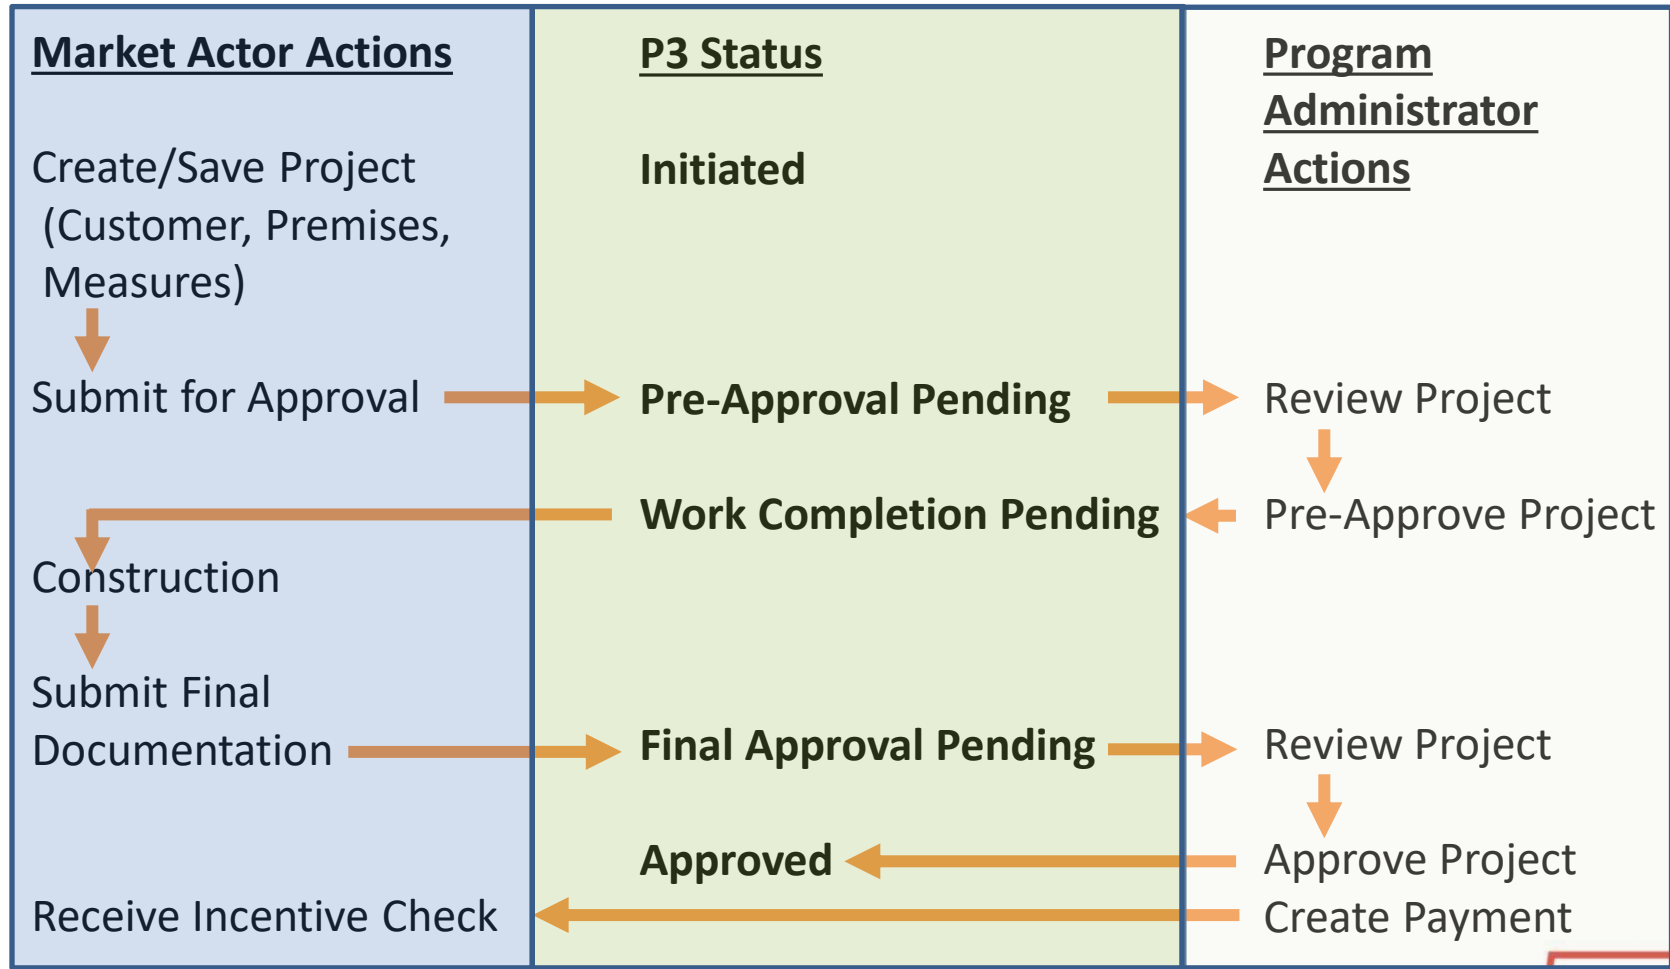 Market Actor Actions
Create/Save Project
(Customer, Premises,
Measures)
Submit for Approval
Construction
Submit Final
Documentation
Receive Incentive Check
P3 Status
Initiated
Pre-Approval Pending
Work Completion Pending
Final Approval Pending
Approved
Program
Administrator
Actions
Review Project
Pre-Approve Project
Review Project
Approve Project
Create Payment